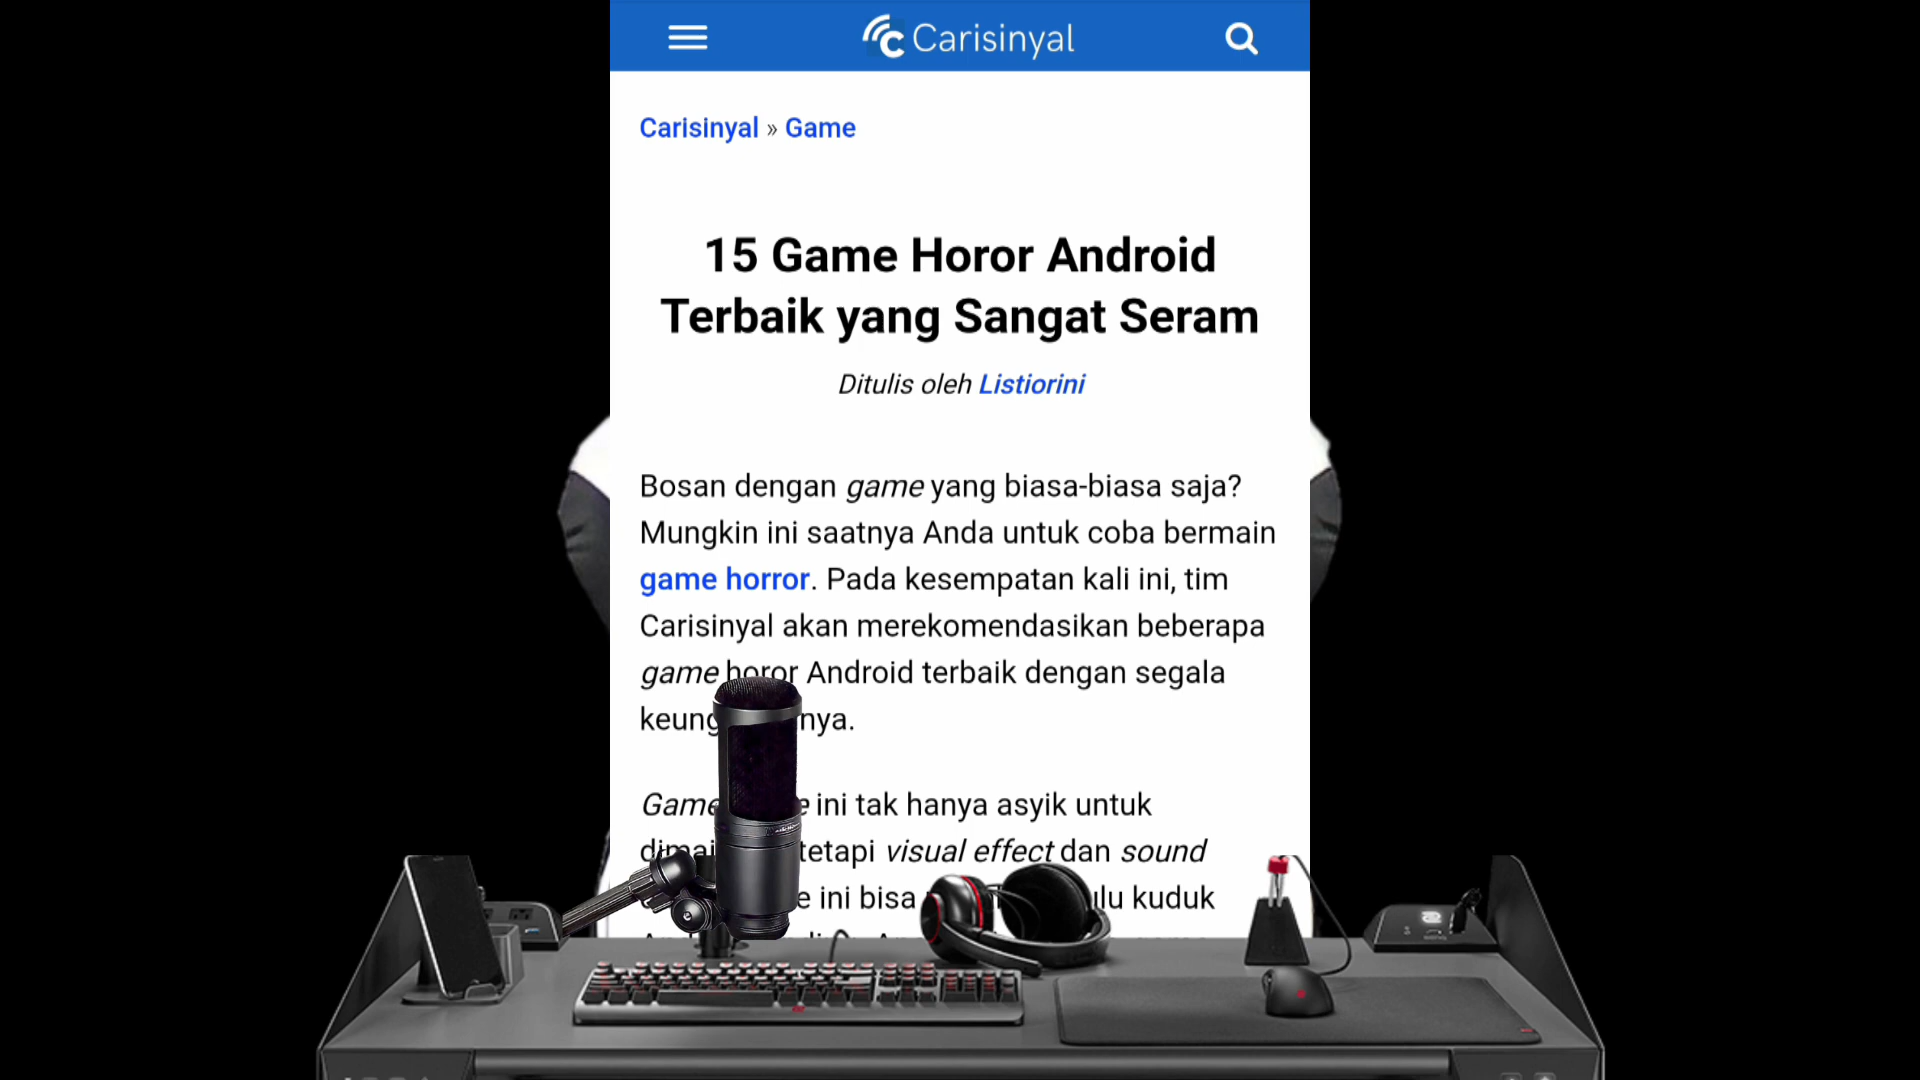 Carisinyal
Carisinyal » Game
15 Game Horor Android
Terbaik yang Sangat Seram
Ditulis oleh Listiorini
Bosan dengan game yang biasa-biasa saja?
Mungkin ini saatnya Anda untuk coba bermain
game horror. Pada kesempatan kali ini, tim
Carisinyal akan merekomendasikan beberapa
game horor Android terbaik dengan segala
ini tak hanya asyik untuk
tetapi visual effect dan sound
ini bisa kuduk